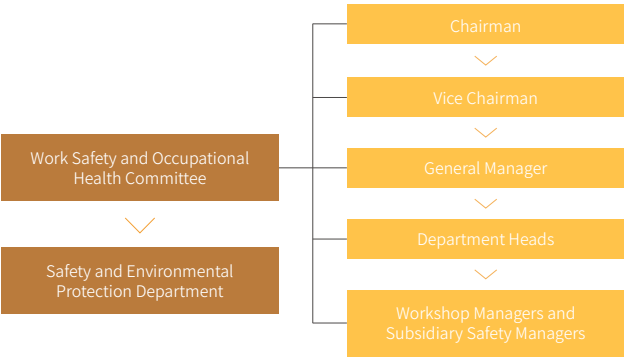 Work Safety and Occupational
Health Committee
Safety and Environmental
Protection Department
Chairman
Vice Chairman
General Manager
Department Heads
Workshop Managers and
Subsidiary Safety Managers